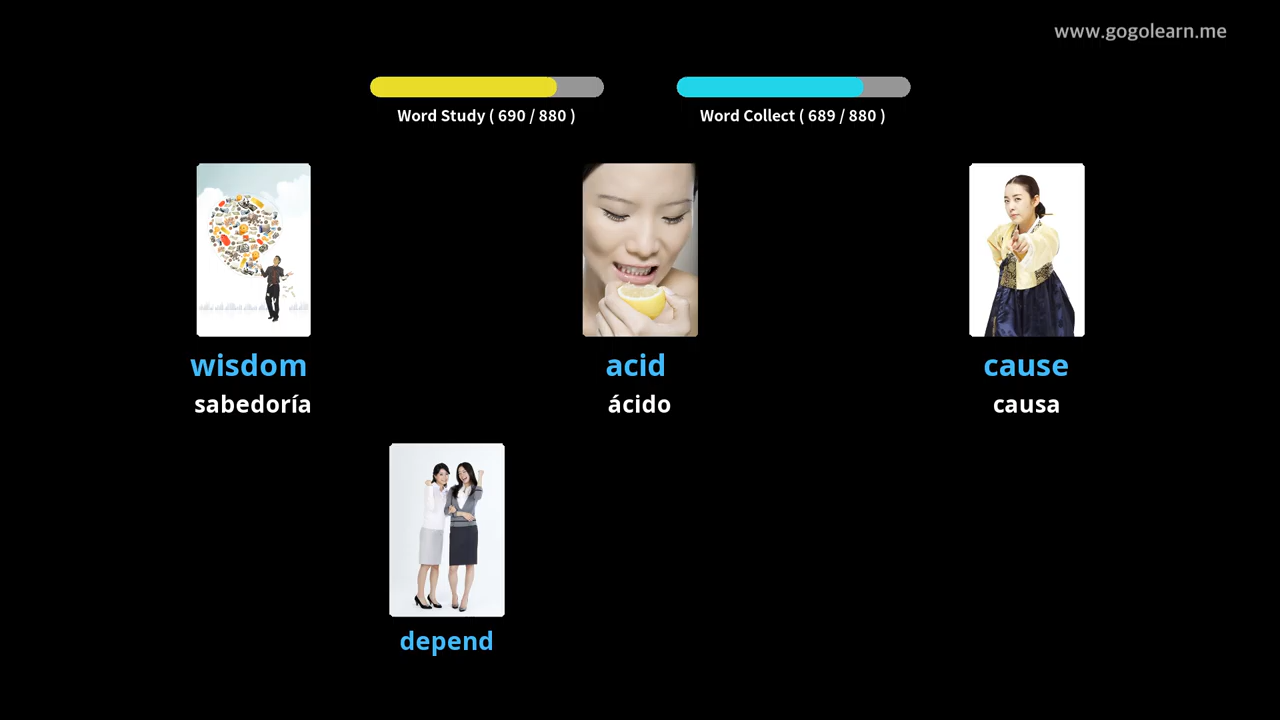 www.gogolearn.me
Word Study ( 690 / 880 )
Word Collect ( 689 / 880 )
wisdom
sabedoría
acid
ácido
cause
causa
depend